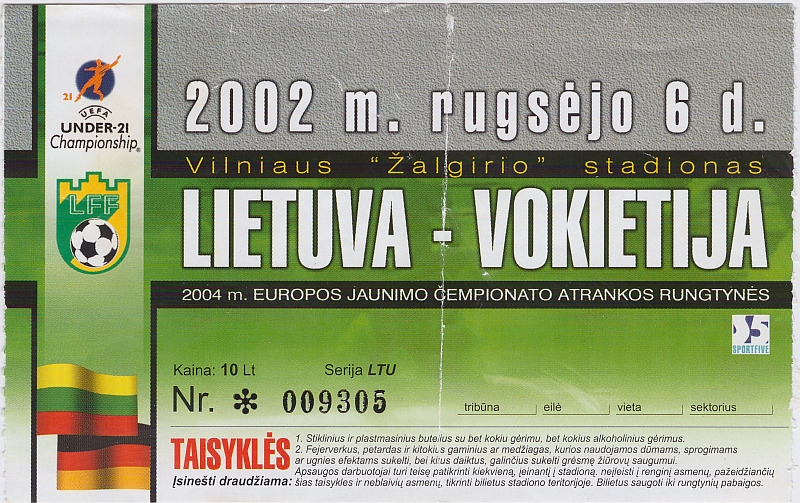 21
UEFA
UNDER-21
Championship
LFF
2002 m. rugsėjo 6 d.
Vilniaus "Žalgirio" stadionas
LIETUVA - VOKIETIJA
2004 m. EUROPOS JAUNIMO ČEMPIONATO ATRANKOS RUNGTYNĖS
SPORTFIVE
Kaina: 10 Lt Serija LTU
Nr. * 009305
tribūna eilė vieta sektorius
TAISYKLĖS
Įsinešti draudžiama:
1. Stiklinius ir plastmasinius butelius su bet kokiu gėrimu, bet kokius alkoholinius gėrimus.
2. Fejerverkus, petardas ir kitokius gaminius ar medžiagas, kurios naudojamos dūmams, sprogimams
ar ugnies efektams sukelti, bei kitus daiktus, galinčius sukelti grėsmę žiūrovų saugumui.
Apsaugos darbuotojai turi teisę patikrinti kiekvieną, įeinantį į stadioną, neįleisti į renginį asmenų, pažeidžiančių
šias taisykles ir neblaivių asmenų, tikrinti bilietus stadiono teritorijoje. Bilietus saugoti iki rungtynių pabaigos.